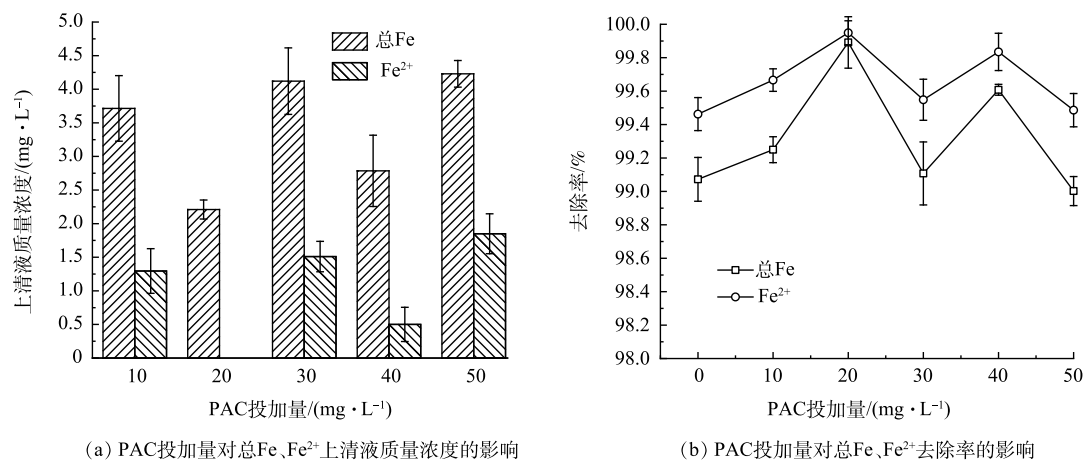 5.0
4.5
4.0
3.5
3.0
2.5
2.0
1.5
1.0
0.5
0
上清液质量浓度/(mg·L⁻¹)
总Fe
Fe²⁺
10 20 30 40 50
PAC投加量/(mg·L⁻¹)
(a) PAC投加量对总Fe、Fe²⁺上清液质量浓度的影响
100.0
99.8
99.6
99.4
99.2
99.0
98.8
98.6
98.4
98.2
98.0
去除率/%
总Fe
Fe²⁺
0 10 20 30 40 50
PAC投加量/(mg·L⁻¹)
(b) PAC投加量对总Fe、Fe²⁺去除率的影响